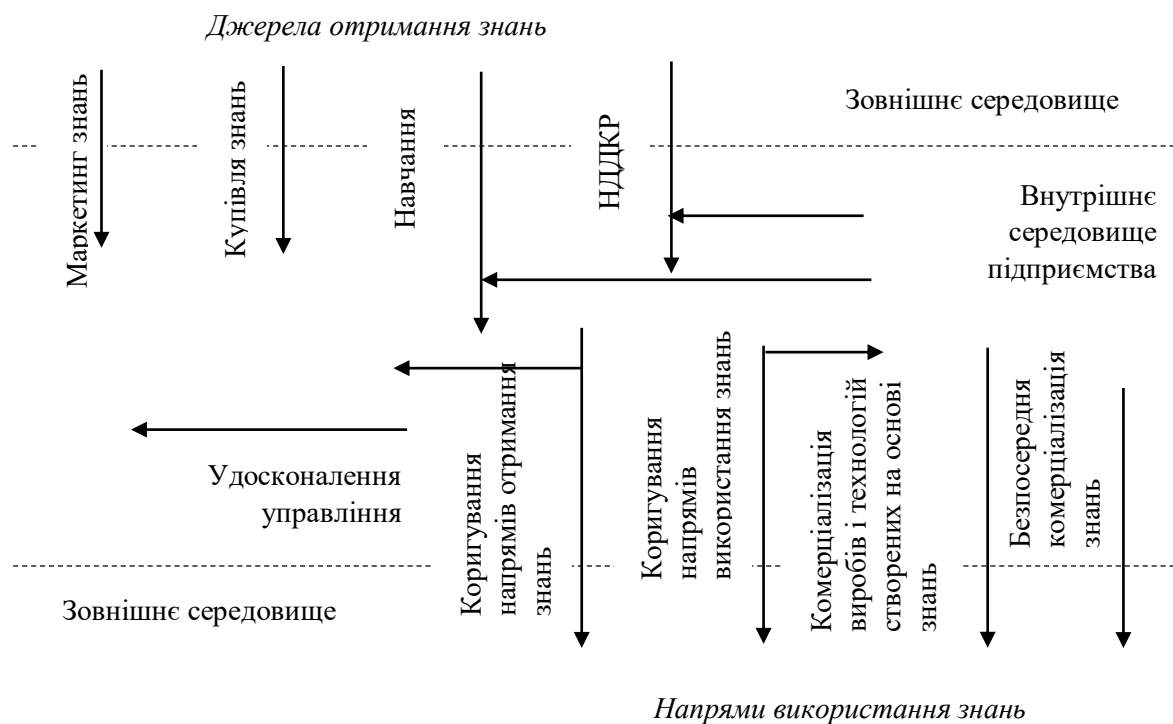 Джерела отримання знань
Маркетинг знань
Купівля знань
Навчання
НДДКР
Зовнішнє середовище
Внутрішнє
середовище
підприємства
Удосконалення
управління
Коригування
напрямів отримання
знань
Коригування
напрямів
використання знань
Комерціалізація
виробів і технологій
створених на основі
знань
Безпосередня
комерціалізація
знань
Зовнішнє середовище
Напрями використання знань